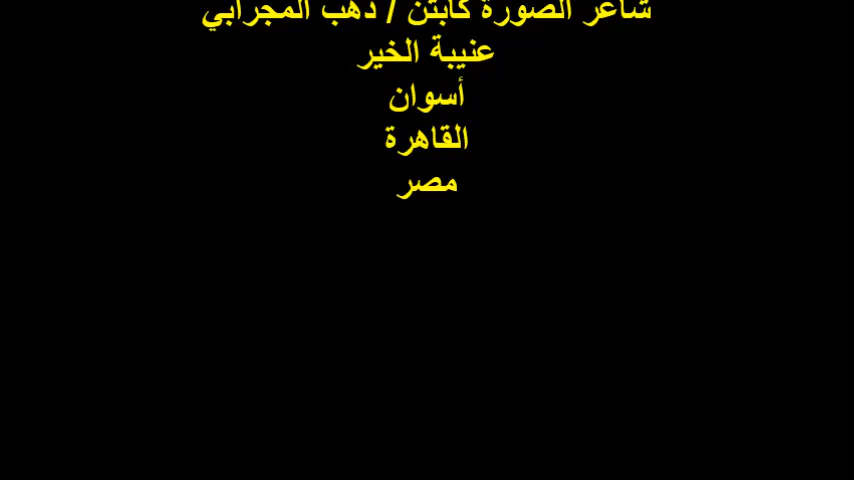 شاعر الصورة كابتن / دهب المجرابي
عنيبة الخير
أسوان
القاهرة
مصر